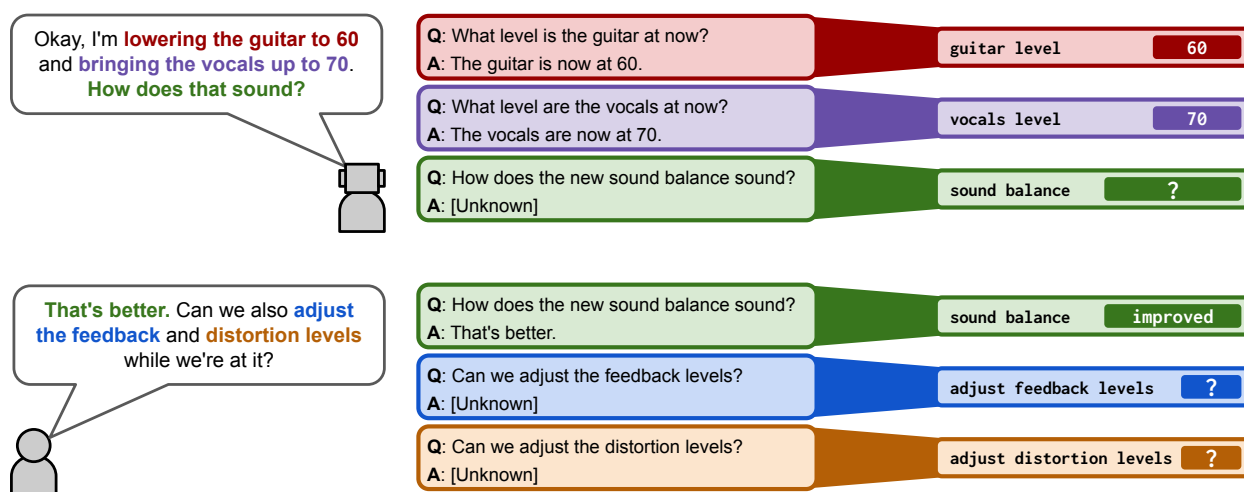 Okay, I'm lowering the guitar to 60
and bringing the vocals up to 70.
How does that sound?
Q: What level is the guitar at now?
A: The guitar is now at 60.
guitar level 60
Q: What level are the vocals at now?
A: The vocals are now at 70.
vocals level 70
Q: How does the new sound balance sound?
A: [Unknown]
sound balance ?
That's better. Can we also adjust
the feedback and distortion levels
while we're at it?
Q: How does the new sound balance sound?
A: That's better.
sound balance improved
Q: Can we adjust the feedback levels?
A: [Unknown]
adjust feedback levels ?
Q: Can we adjust the distortion levels?
A: [Unknown]
adjust distortion levels ?